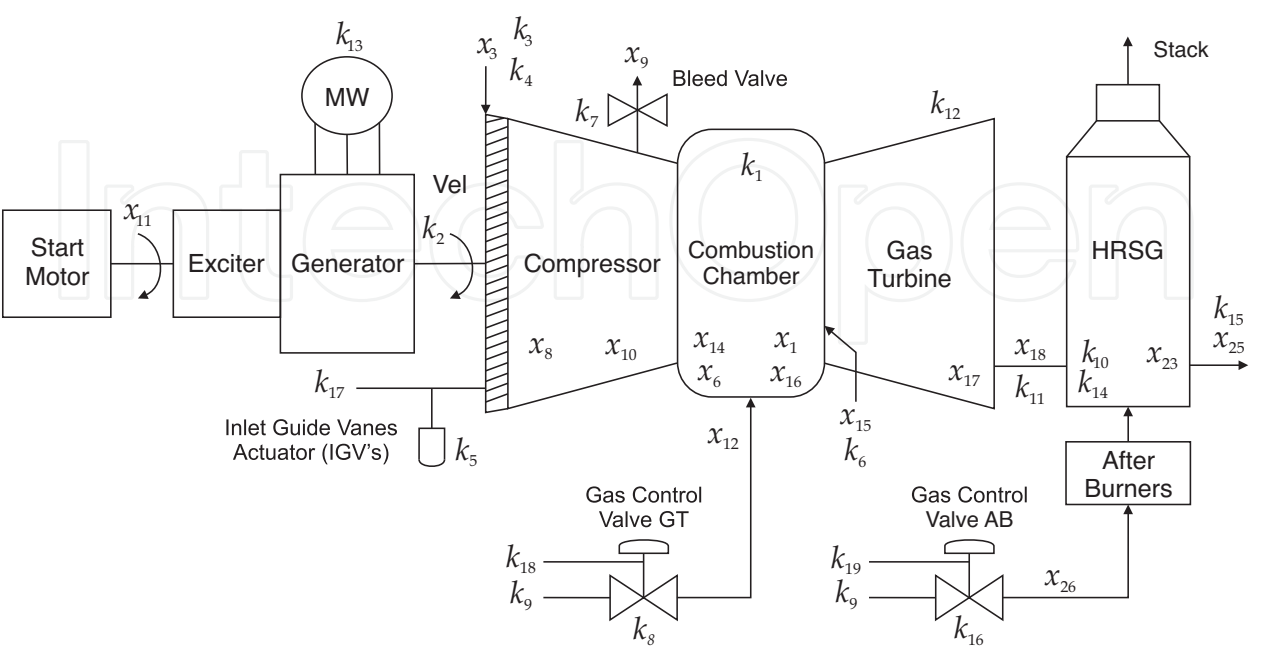 k13
MW
x3
k3
k4
x9
Bleed Valve
k7
k12
Stack
k1
Vel
x11
k2
Start
Motor
Exciter
Generator
Compressor
Combustion
Chamber
Gas
Turbine
HRSG
IntechOpen
x8
x10
x14
x1
x6
x16
x17
x18
k11
k10
x23
k14
k15
x25
k17
Inlet Guide Vanes
Actuator (IGV's)
k5
x12
x15
k6
After
Burners
Gas Control
Valve GT
k18
k9
k8
Gas Control
Valve AB
k19
k9
k16
x26